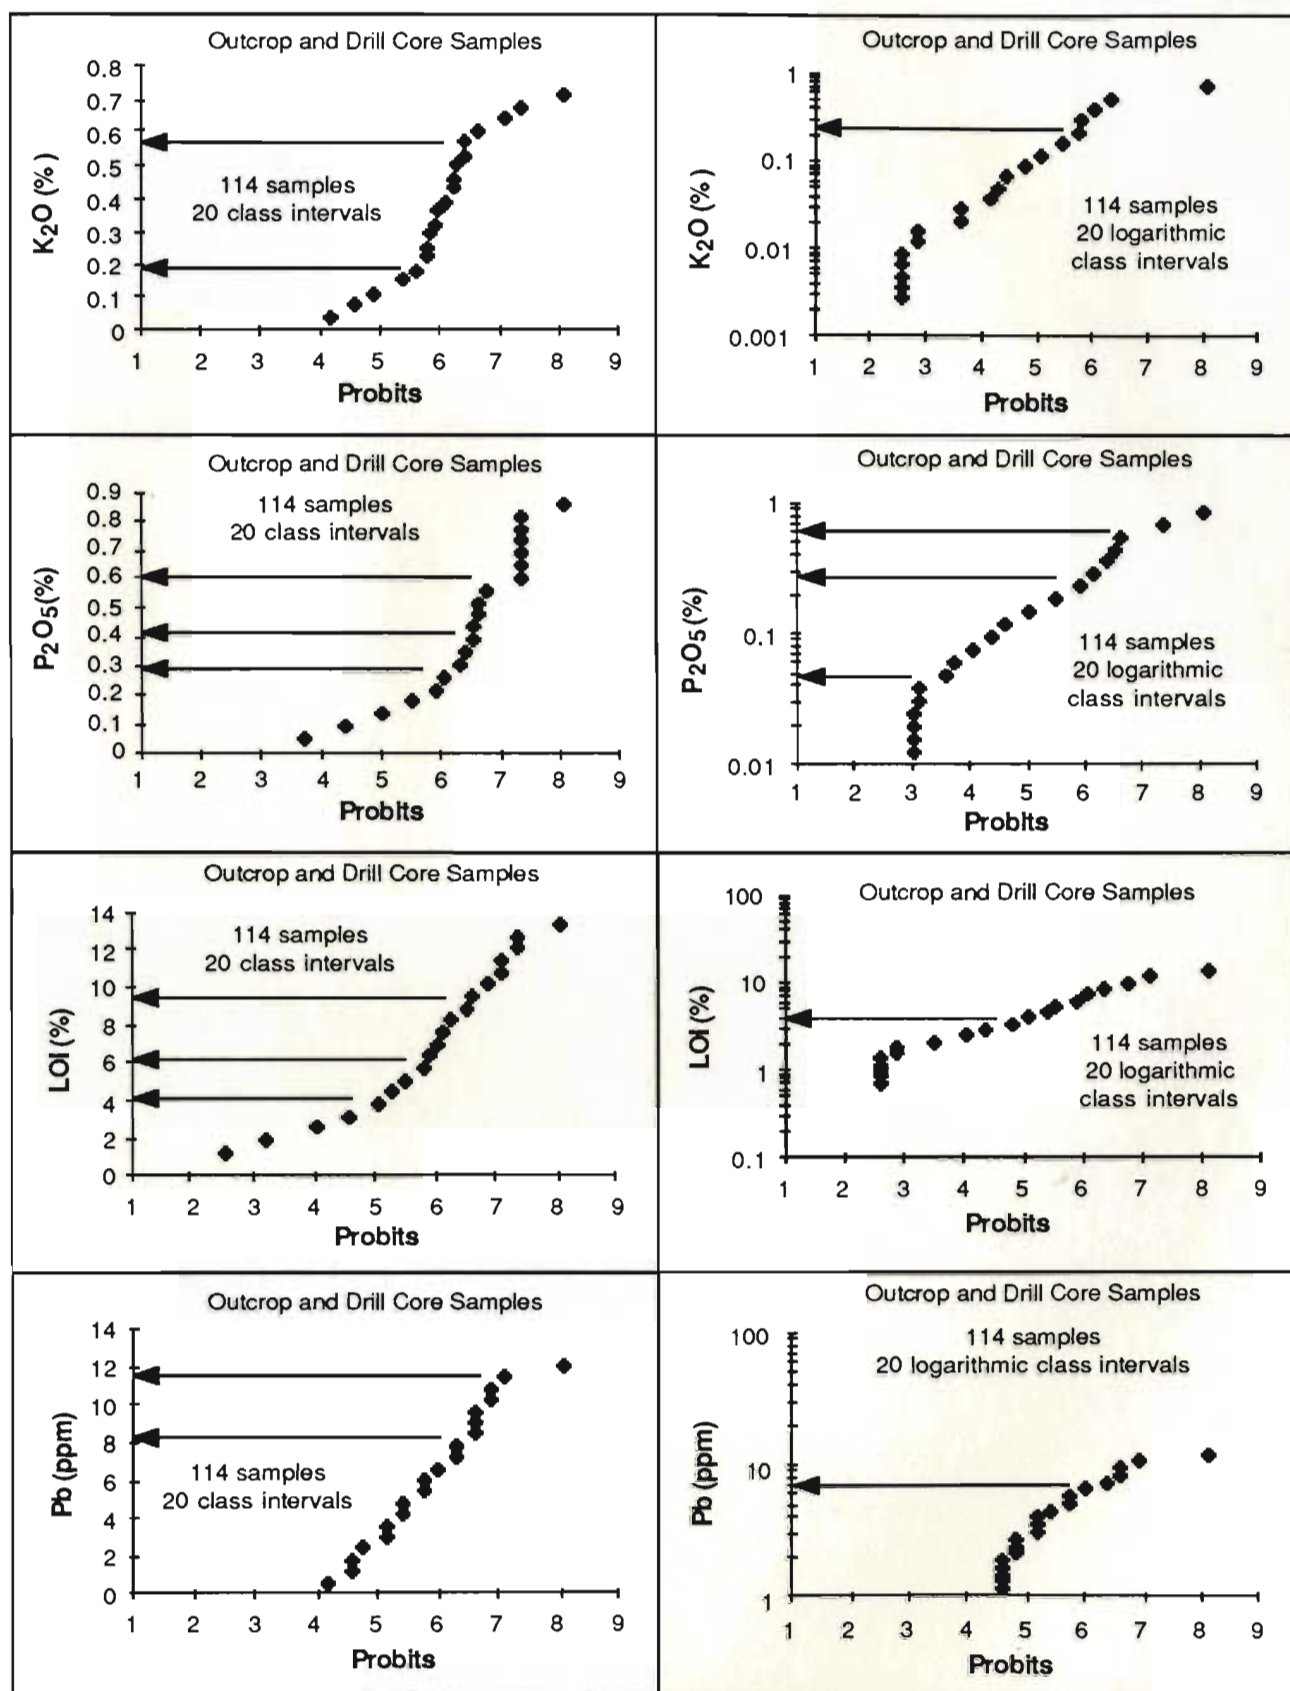 Outcrop and Drill Core Samples
0.8
0.7
0.6
0.5
0.4
0.3
0.2
0.1
0
K2O (%)
114 samples
20 class intervals
1 2 3 4 5 6 7 8 9
Probits
Outcrop and Drill Core Samples
1
0.1
0.01
0.001
K2O (%)
114 samples
20 logarithmic
class intervals
1 2 3 4 5 6 7 8 9
Probits
Outcrop and Drill Core Samples
0.9
0.8
0.7
0.6
0.5
0.4
0.3
0.2
0.1
0
P2O5(%)
114 samples
20 class intervals
1 2 3 4 5 6 7 8 9
Probits
Outcrop and Drill Core Samples
1
0.1
0.01
P2O5(%)
114 samples
20 logarithmic
class intervals
1 2 3 4 5 6 7 8 9
Probits
Outcrop and Drill Core Samples
14
12
10
8
6
4
2
0
LOI (%)
114 samples
20 class intervals
1 2 3 4 5 6 7 8 9
Probits
Outcrop and Drill Core Samples
100
10
1
0.1
LOI (%)
114 samples
20 logarithmic
class intervals
1 2 3 4 5 6 7 8 9
Probits
Outcrop and Drill Core Samples
14
12
10
8
6
4
2
0
Pb (ppm)
114 samples
20 class intervals
1 2 3 4 5 6 7 8 9
Probits
Outcrop and Drill Core Samples
114 samples
20 logarithmic class intervals
100
10
1
Pb (ppm)
1 2 3 4 5 6 7 8 9
Probits